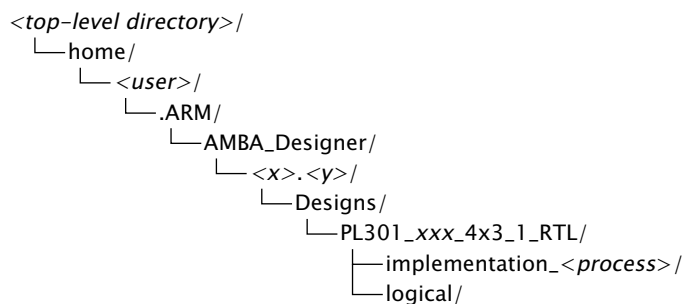 <top-level directory>/
home/
<user>/
.ARM/
AMBA_Designer/
<x>.<y>/
Designs/
PL301_xxx_4x3_1_RTL/
implementation_<process>/
logical/